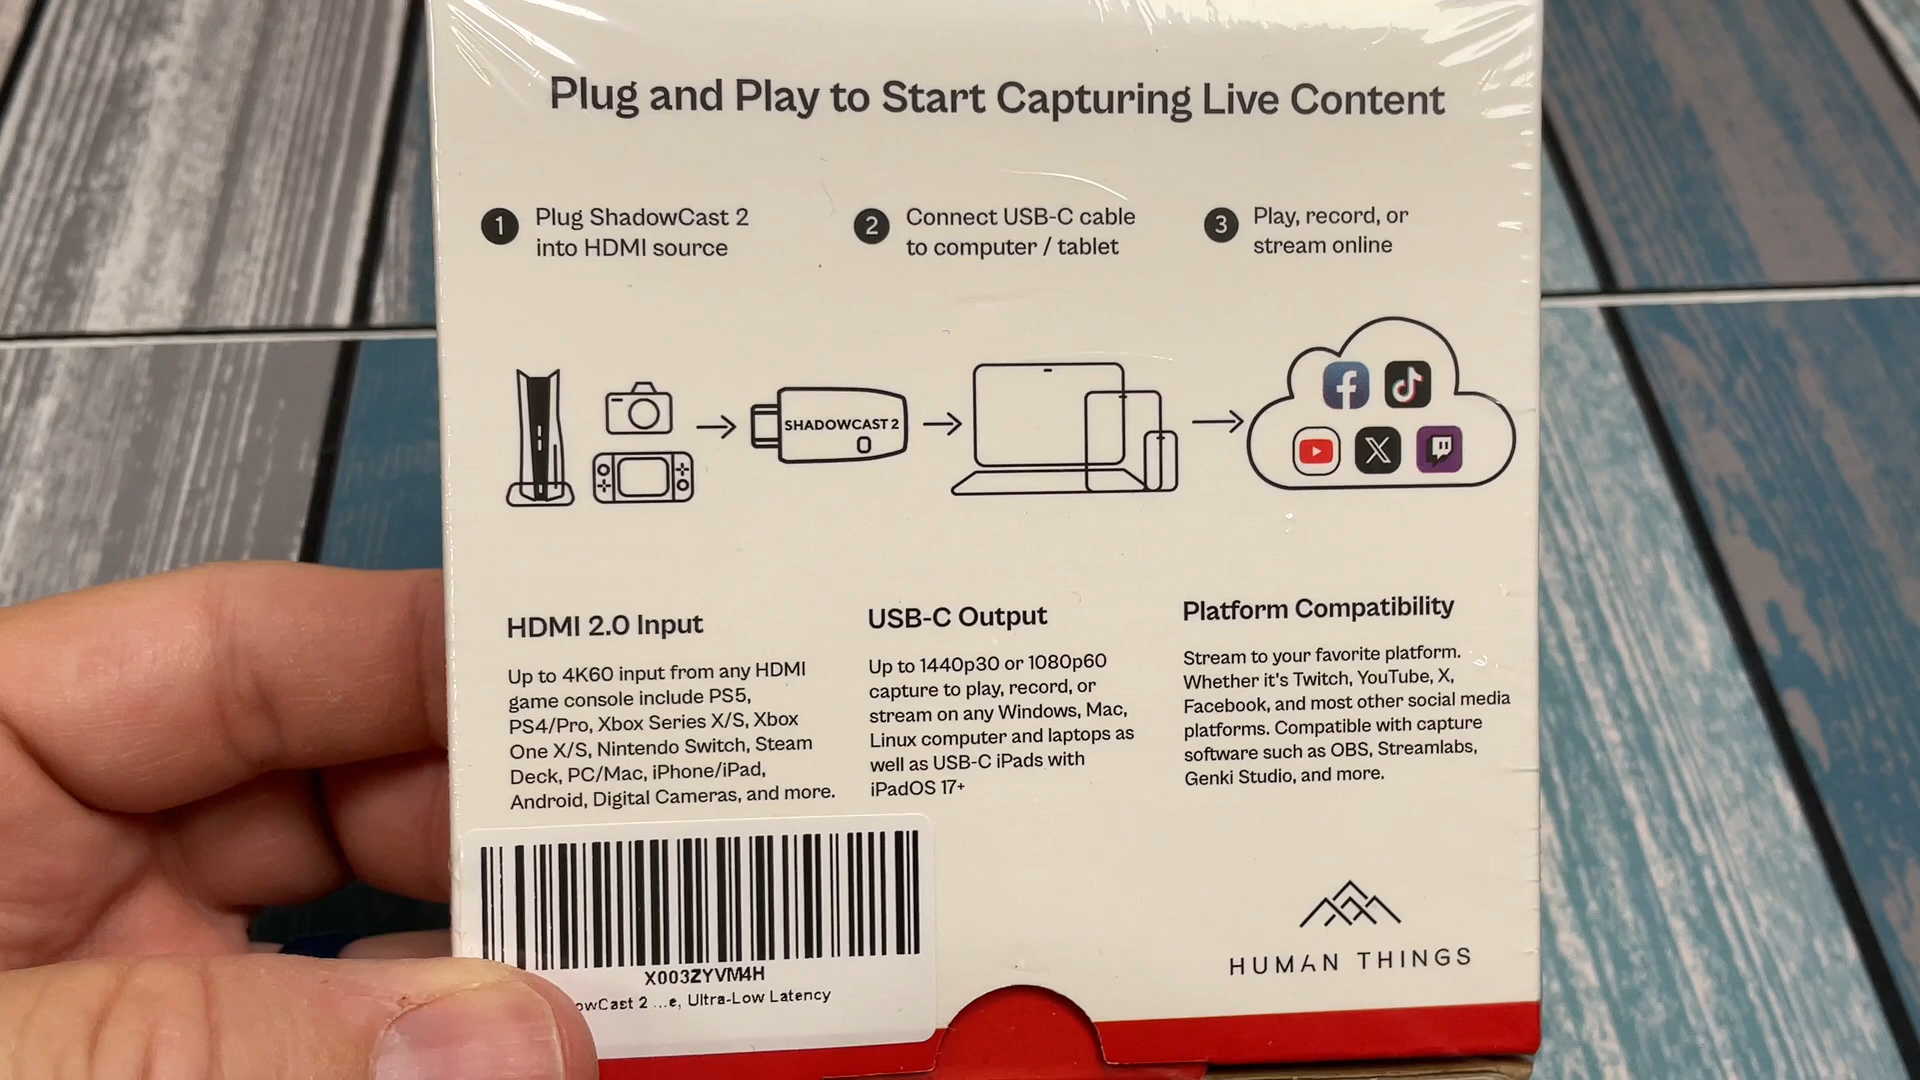 Plug and Play to Start Capturing Live Content
1 Plug ShadowCast 2
into HDMI source
2 Connect USB-C cable
to computer / tablet
3 Play, record, or
stream online
SHADOWCAST 2
HDMI 2.0 Input
Up to 4K60 input from any HDMI
game console include PS5,
PS4/Pro, Xbox Series X/S, Xbox
One X/S, Nintendo Switch, Steam
Deck, PC/Mac, iPhone/iPad,
Android, Digital Cameras, and more.
USB-C Output
Up to 1440p30 or 1080p60
capture to play, record, or
stream on any Windows, Mac,
Linux computer and laptops as
well as USB-C iPads with
iPadOS 17+
Platform Compatibility
Stream to your favorite platform.
Whether it's Twitch, YouTube, X,
Facebook, and most other social media
platforms. Compatible with capture
software such as OBS, Streamlabs,
Genki Studio, and more.
X003ZYVM4H
owCast 2 ...e, Ultra-Low Latency
HUMAN THINGS